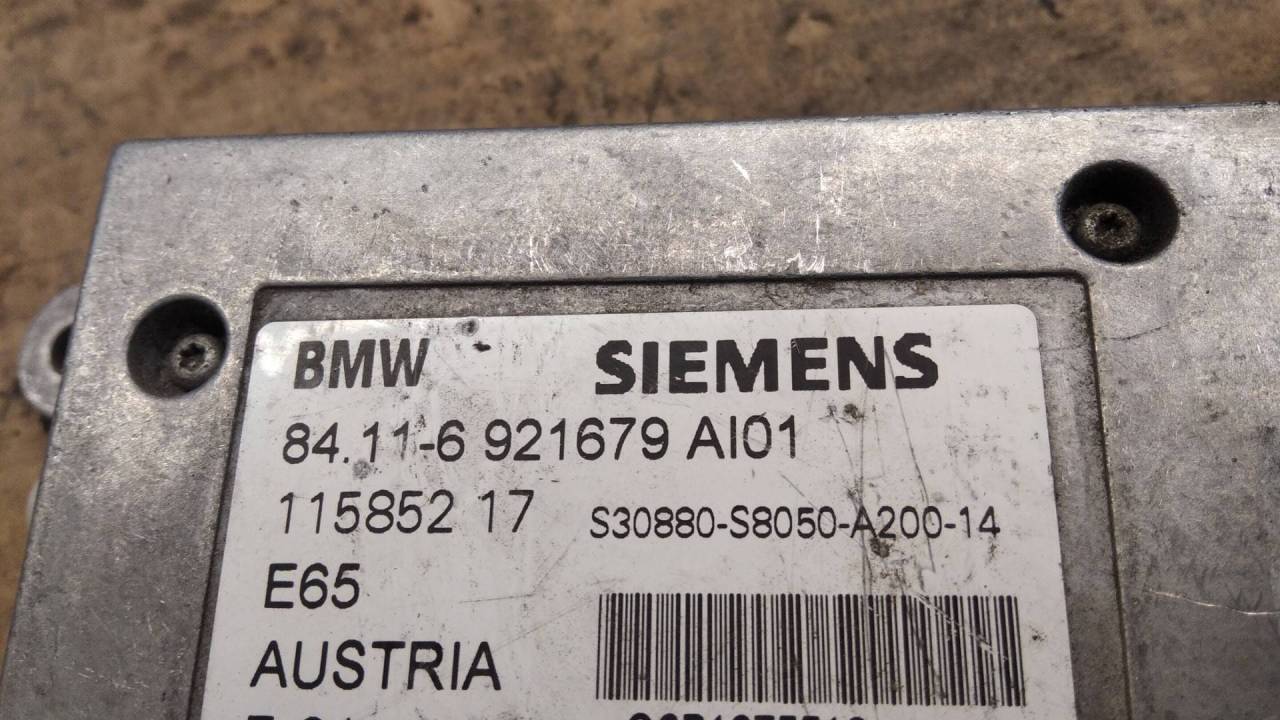 BMW SIEMENS
84.11-6 921679 AI01
115852 17 S30880-S8050-A200-14
E65
AUSTRIA